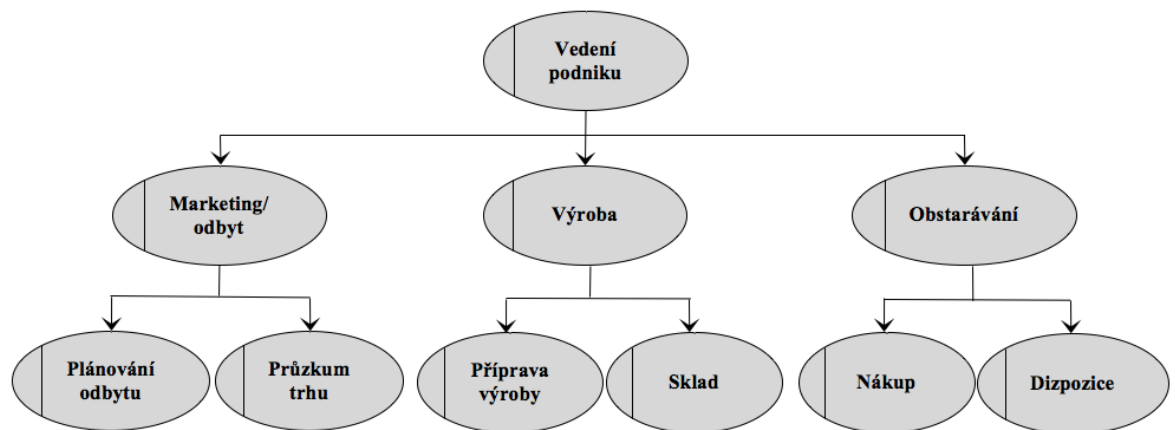 Vedení
podniku
Marketing/
odbyt
Výroba
Obstarávání
Plánování
odbytu
Průzkum
trhu
Příprava
výroby
Sklad
Nákup
Dizpozice